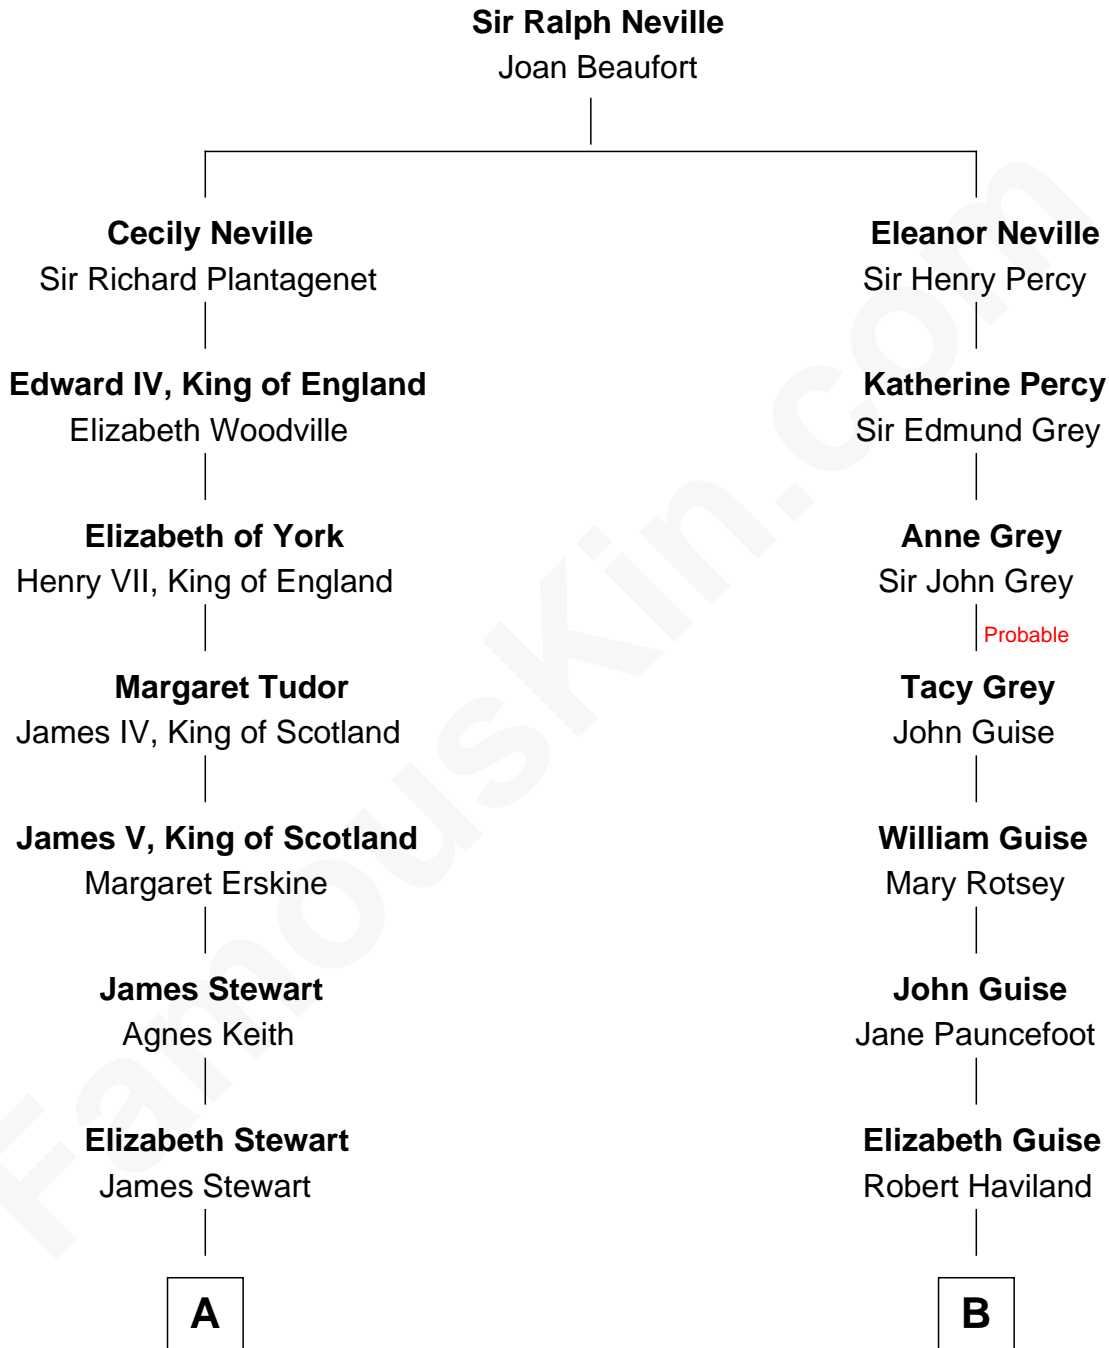 Sir Ralph Neville
Joan Beaufort
Cecily Neville
Sir Richard Plantagenet
Eleanor Neville
Sir Henry Percy
Edward IV, King of England
Elizabeth Woodville
Katherine Percy
Sir Edmund Grey
Elizabeth of York
Henry VII, King of England
Anne Grey
Sir John Grey
Probable
Margaret Tudor
James IV, King of Scotland
Tacy Grey
John Guise
James V, King of Scotland
Margaret Erskine
William Guise
Mary Rotsey
James Stewart
Agnes Keith
John Guise
Jane Pauncefoot
Elizabeth Stewart
James Stewart
Elizabeth Guise
Robert Haviland
A
B
FamousKin.com